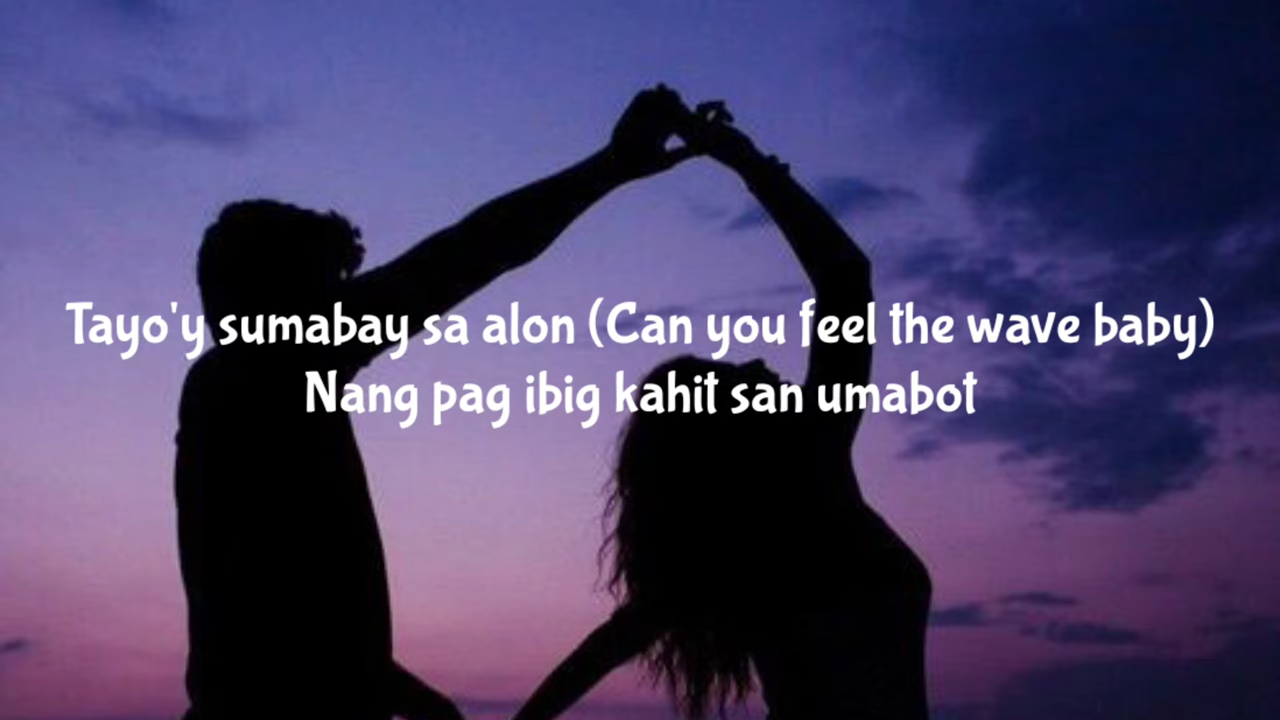 Tayo'y sumabay sa alon (Can you feel the wave baby)
Nang pag ibig kahit san umabot